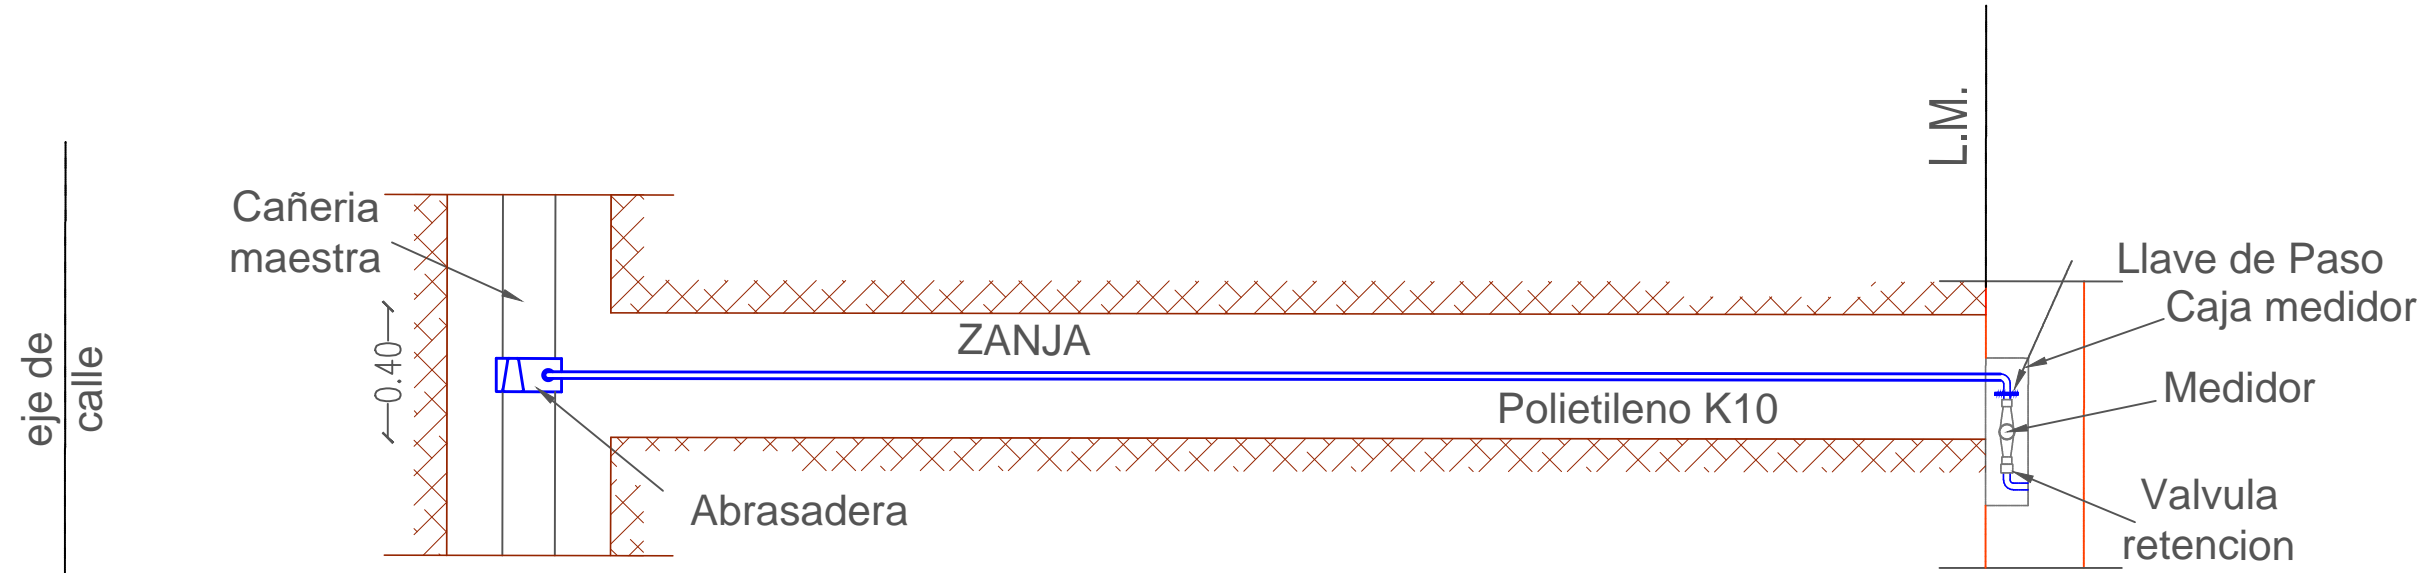 eje de
calle
Cañeria
maestra
0.40
Abrasadera
ZANJA
Polietileno K10
L.M.
Llave de Paso
Caja medidor
Medidor
Valvula
retencion